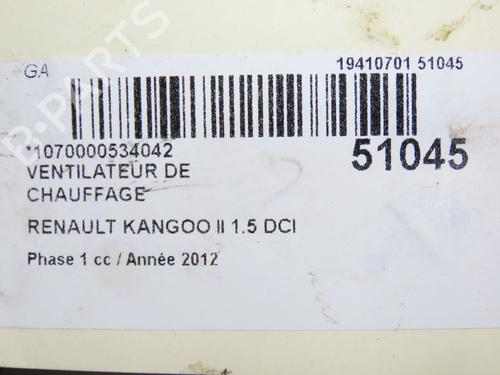 GA
19410701 51045
*1070000534042
51045
VENTILATEUR DE
CHAUFFAGE
RENAULT KANGOO II 1.5 DCI
Phase 1 cc / Année 2012
B-PARTS